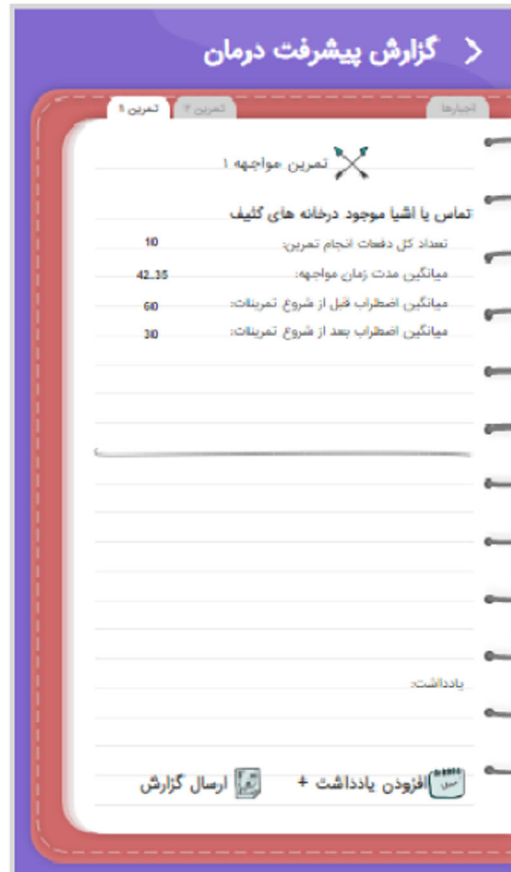 گزارش پیشرفت درمان
اجبارها
تمرین ۲
تمرین ۱
تمرین مواجهه ۱
تماس یا اشیا موجود درخانه های کثیف
تعداد کل دفعات انجام تمرین: 10
میانگین مدت زمان مواجهه: 42.35
میانگین اضطراب قبل از شروع تمرینات: 60
میانگین اضطراب بعد از شروع تمرینات: 30
یادداشت:
افزودن یادداشت +
ارسال گزارش